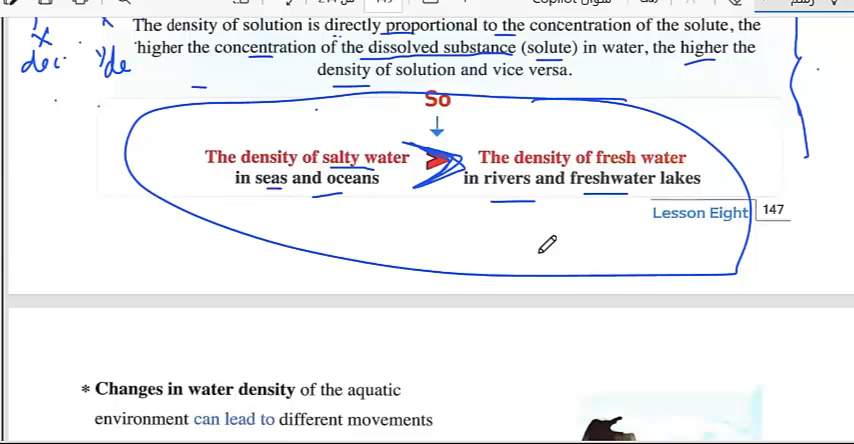 The density of solution is directly proportional to the concentration of the solute, the
higher the concentration of the dissolved substance (solute) in water, the higher the
density of solution and vice versa.
x
dec
So
The density of salty water > The density of fresh water
in seas and oceans in rivers and freshwater lakes
Lesson Eight 147
* Changes in water density of the aquatic
environment can lead to different movements